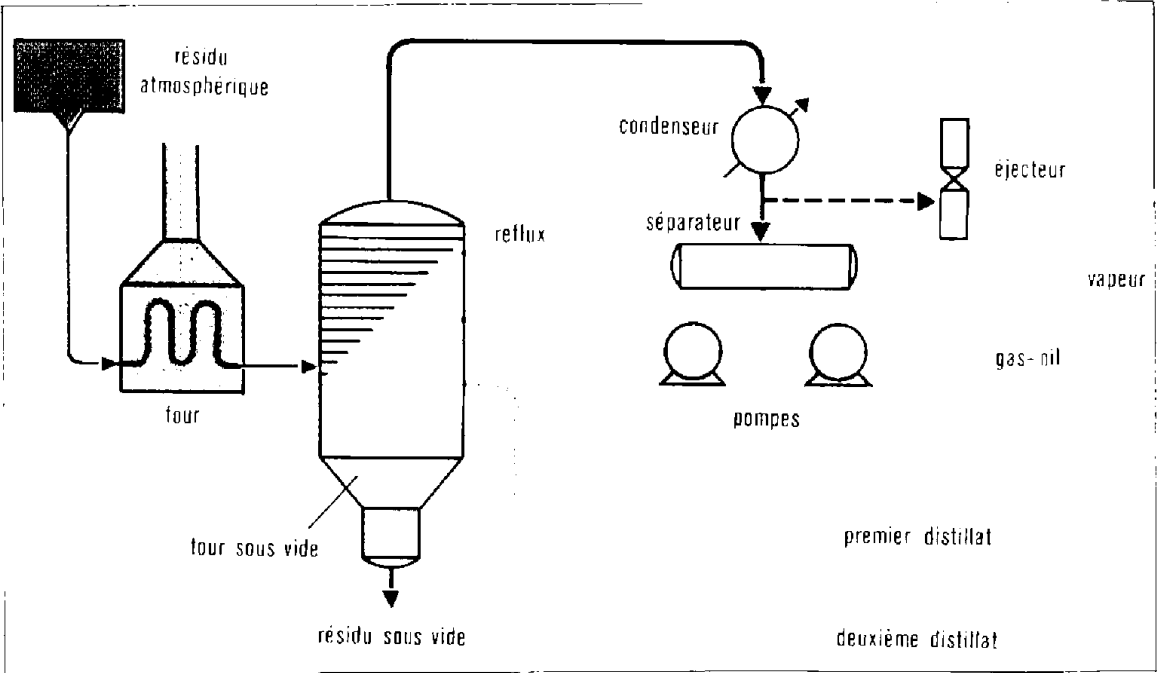 résidu
atmosphérique
condenseur
éjecteur
reflux
séparateur
vapeur
gas-oil
four
pompes
tour sous vide
premier distillat
résidu sous vide
deuxième distillat